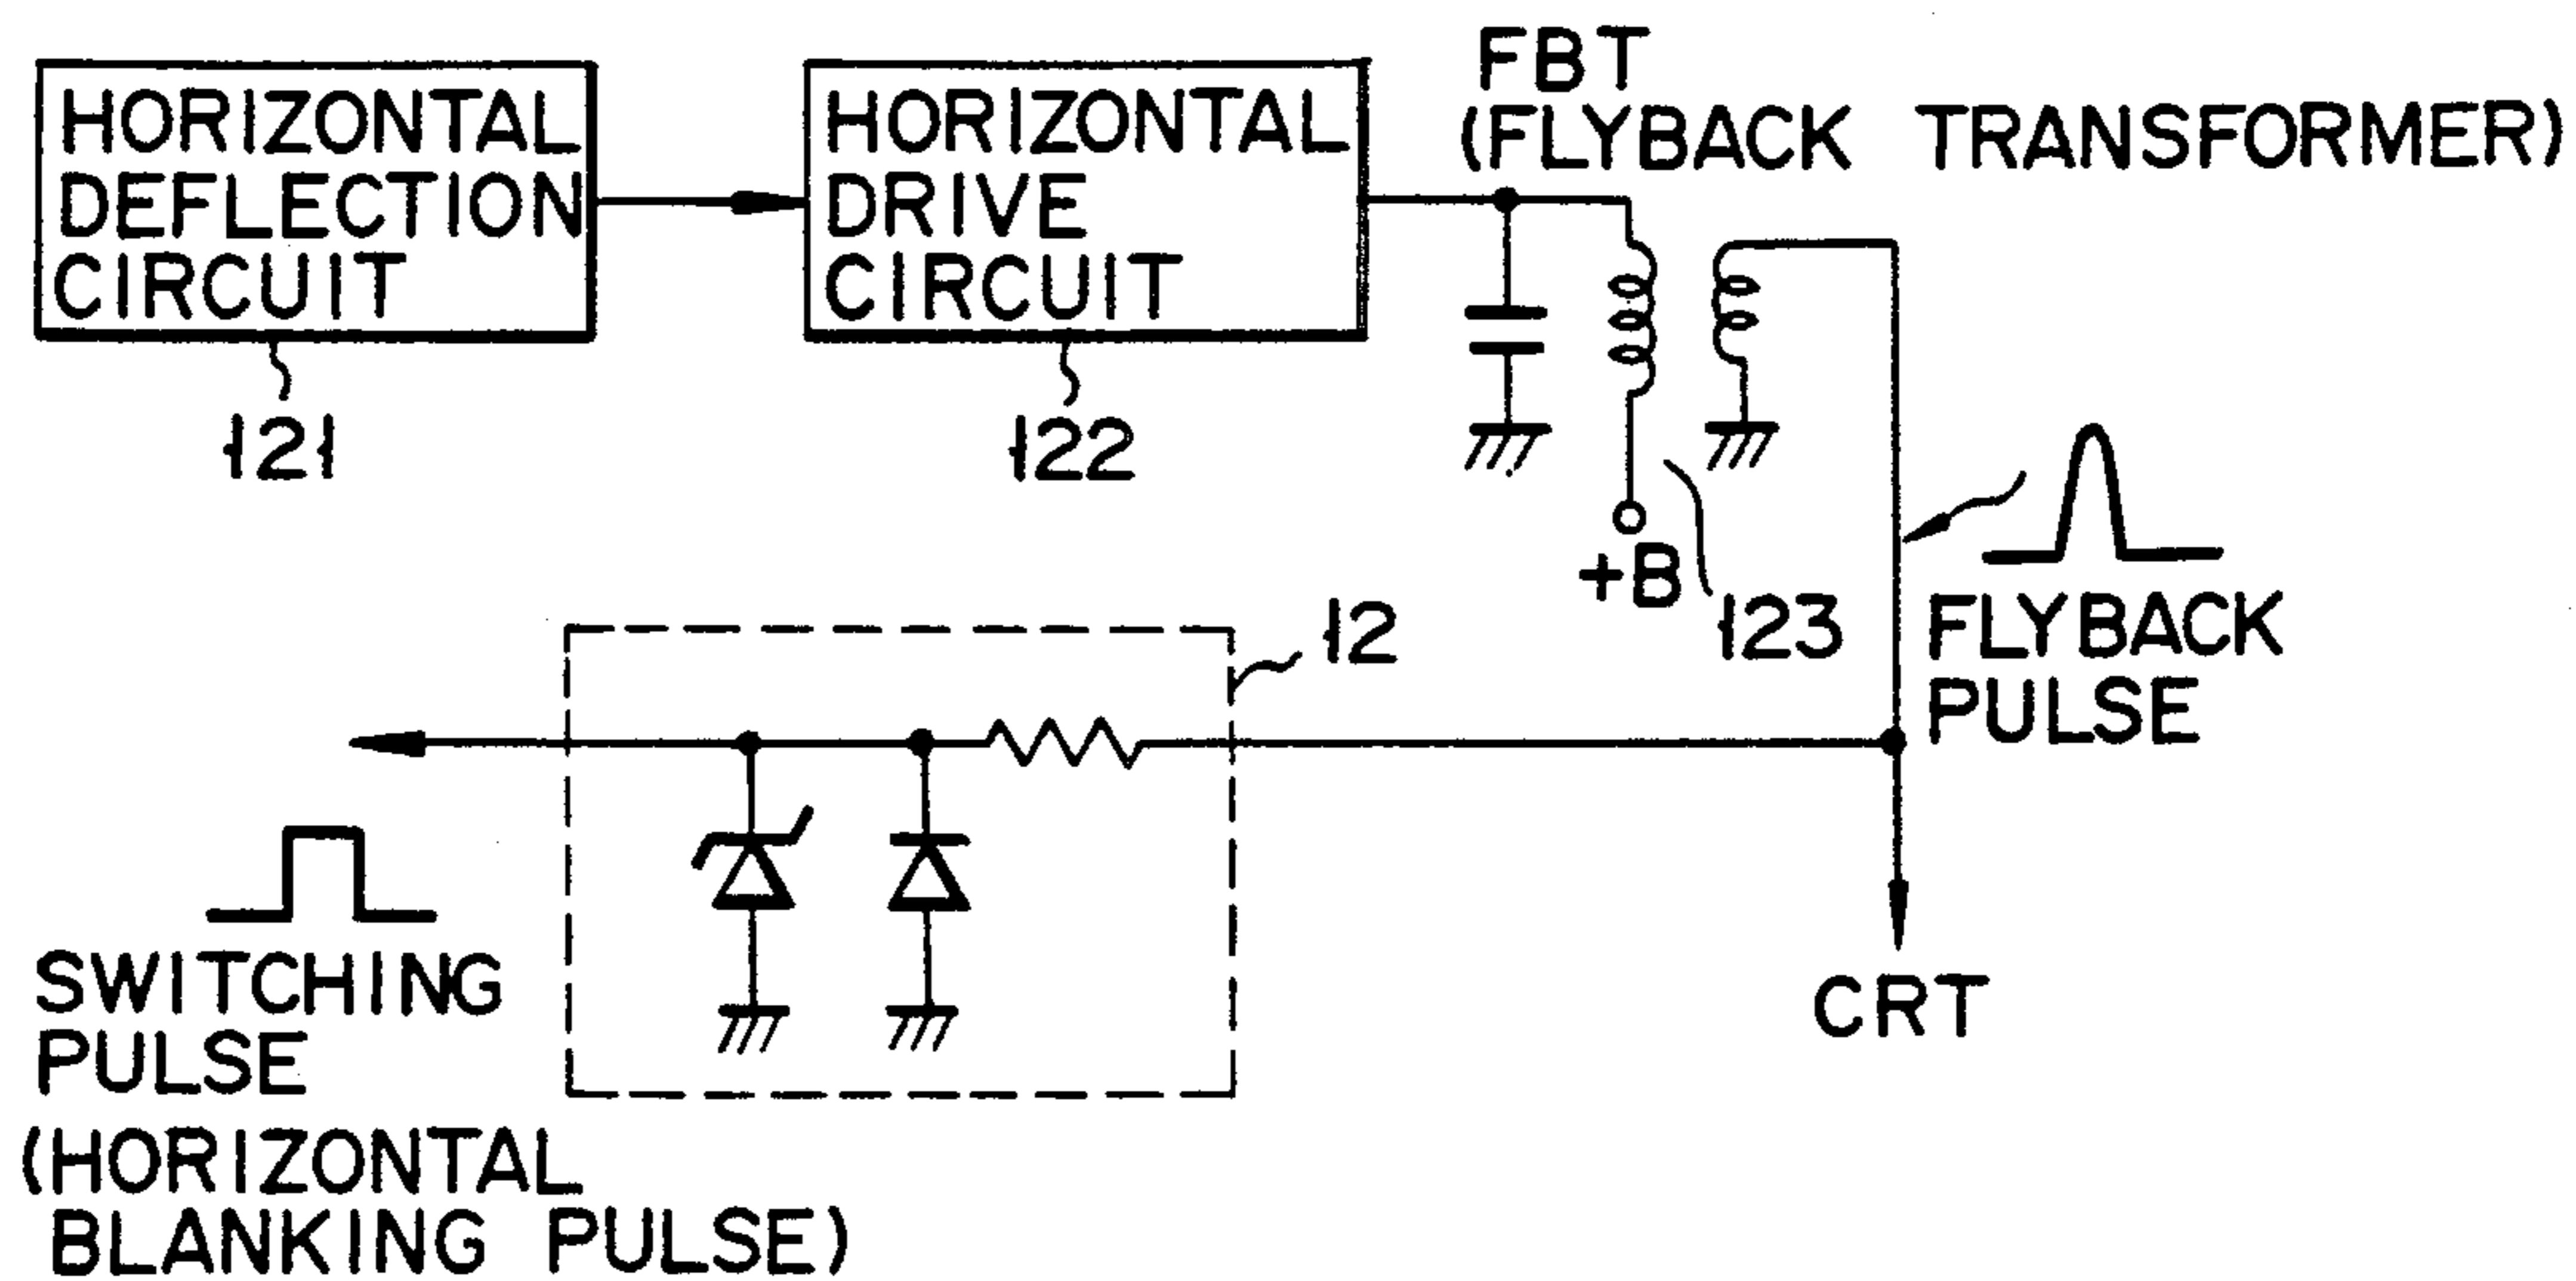 HORIZONTAL
DEFLECTION
CIRCUIT
121
HORIZONTAL
DRIVE
CIRCUIT
122
FBT
(FLYBACK TRANSFORMER)
+B
123
FLYBACK
PULSE
12
CRT
SWITCHING
PULSE
(HORIZONTAL
BLANKING PULSE)